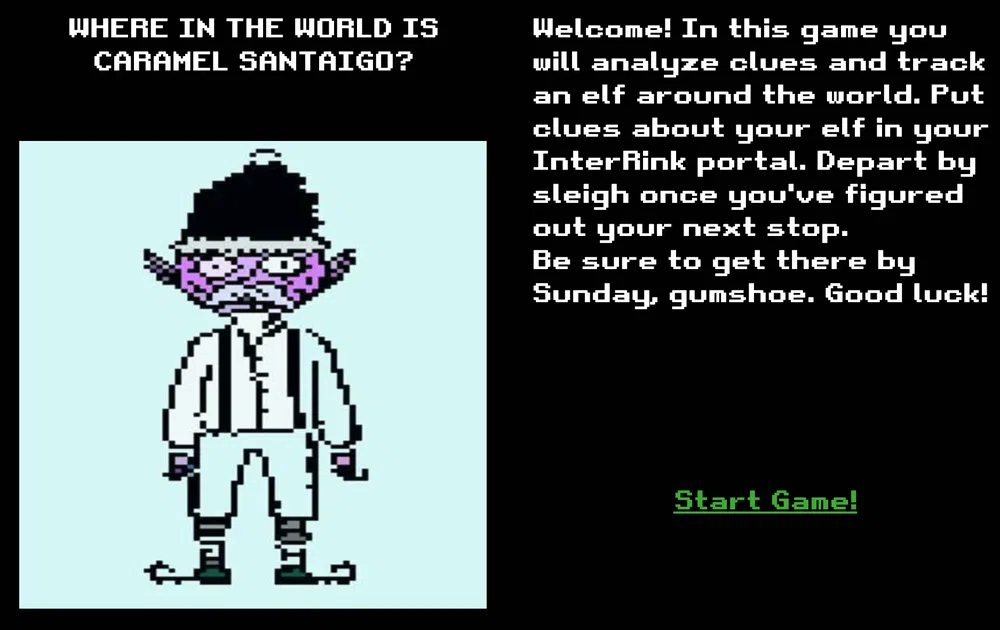 WHERE IN THE WORLD IS
CARAMEL SANTAIGO?
Welcome! In this game you
will analyze clues and track
an elf around the world. Put
clues about your elf in your
InterRink portal. Depart by
sleigh once you've figured
out your next stop.
Be sure to get there by
Sunday, gumshoe. Good luck!
Start Game!